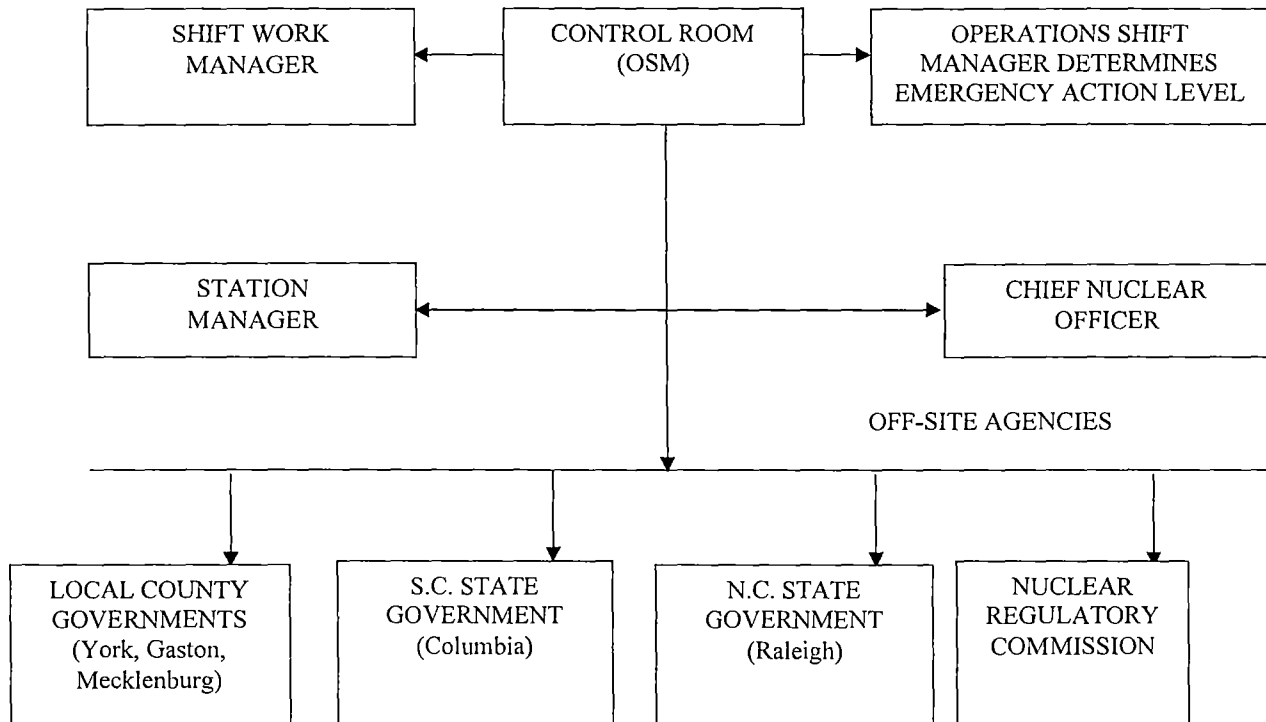 SHIFT WORK
MANAGER
CONTROL ROOM
(OSM)
OPERATIONS SHIFT
MANAGER DETERMINES
EMERGENCY ACTION LEVEL
STATION
MANAGER
CHIEF NUCLEAR
OFFICER
OFF-SITE AGENCIES
LOCAL COUNTY
GOVERNMENTS
(York, Gaston,
Mecklenburg)
S.C. STATE
GOVERNMENT
(Columbia)
N.C. STATE
GOVERNMENT
(Raleigh)
NUCLEAR
REGULATORY
COMMISSION